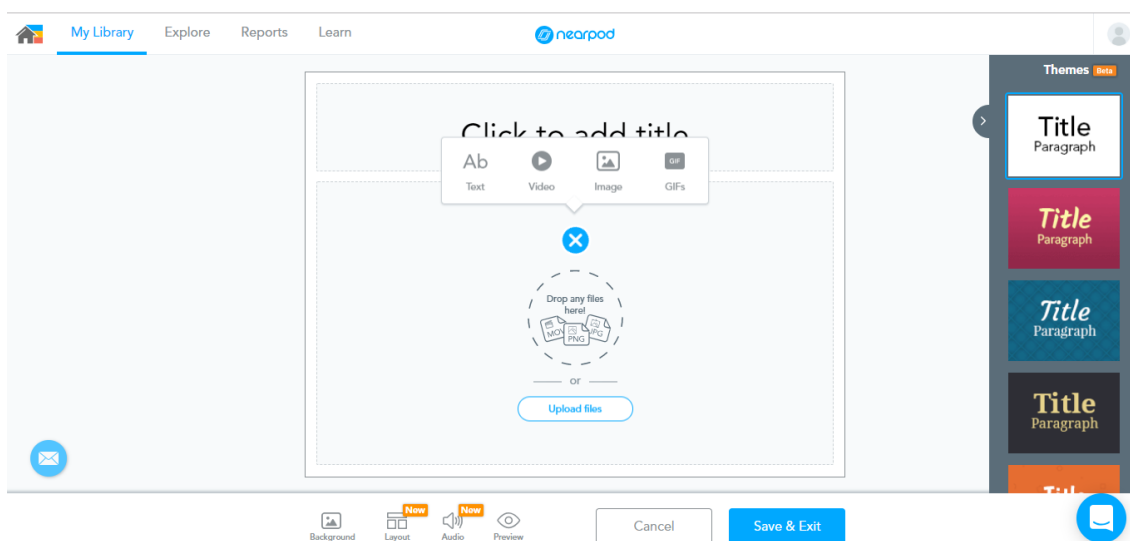 My Library Explore Reports Learn nearpod
Themes Beta
Click to add title
Ab
GIF
Text Video Image GIFs
Drop any files
here!
MOV PNG JPG
or
Upload files
Title
Paragraph
Title
Paragraph
Title
Paragraph
Title
Paragraph
Title
New New
Background Layout Audio Preview
Cancel Save & Exit